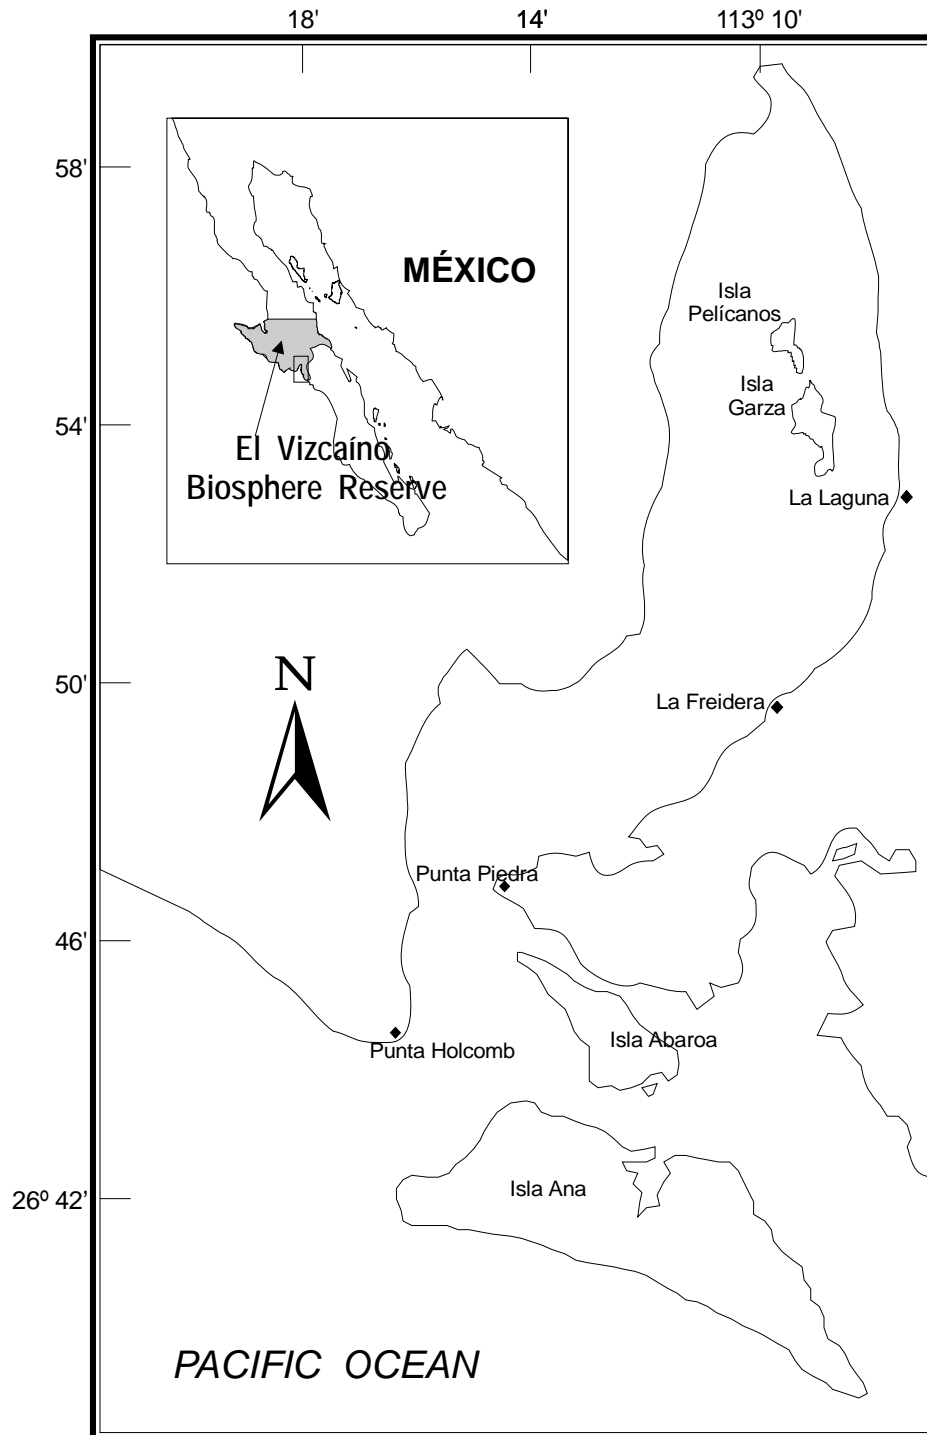 18'
14'
113º 10'
58'
MÉXICO
Isla
Pelícanos
Isla
Garza
54'
El Vizcaíno
Biosphere Reserve
La Laguna
N
50'
La Freidera
Punta Piedra
46'
Punta Holcomb
Isla Abaroa
26º 42'
Isla Ana
PACIFIC OCEAN